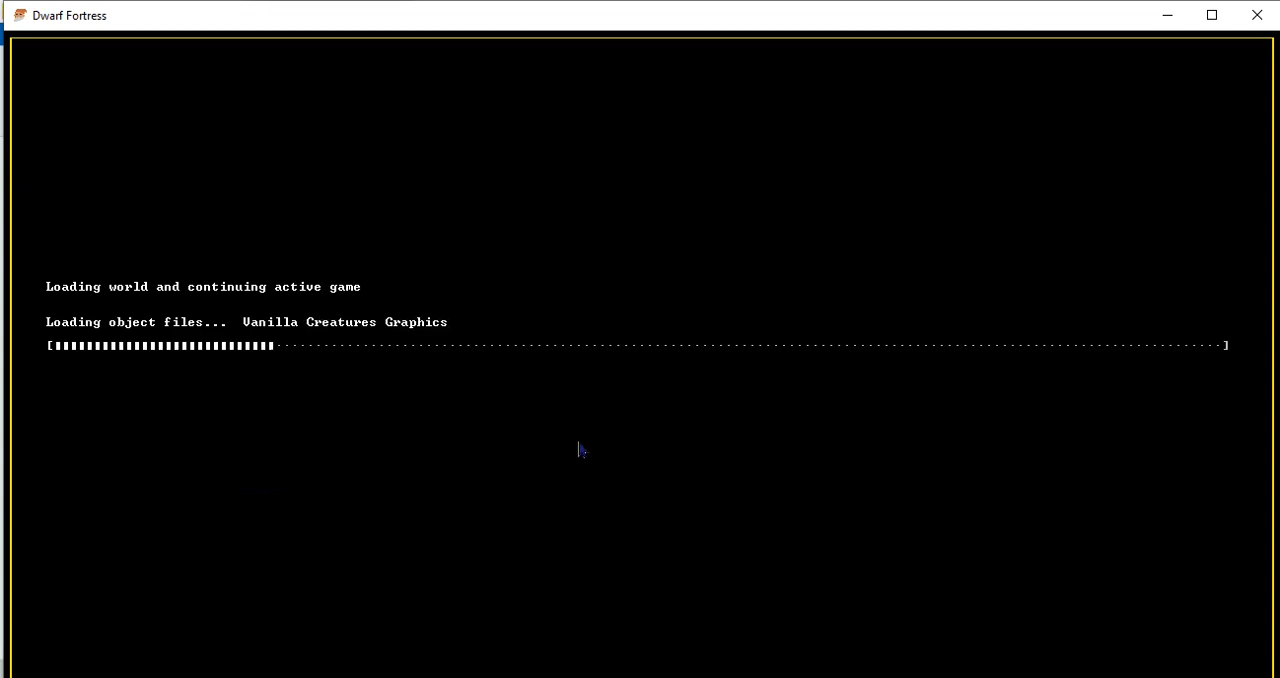 Dwarf Fortress
Loading world and continuing active game
Loading object files... Vanilla Creatures Graphics